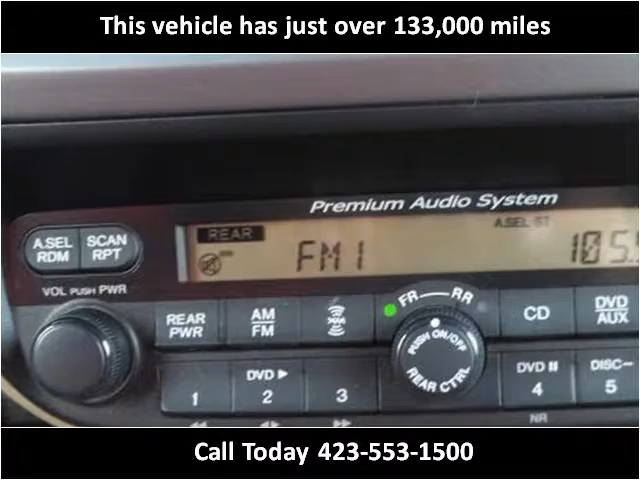 This vehicle has just over 133,000 miles
Premium Audio System
A.SEL ST
REAR
FM1
A.SEL RDM
SCAN RPT
VOL PUSH PWR
REAR PWR
AM FM
FR RR
PUSH ON/OFF
REAR CTRL
CD
DVD AUX
1
DVD ▶
2
3
DVD II
4
DISC-
5
NR
Call Today 423-553-1500